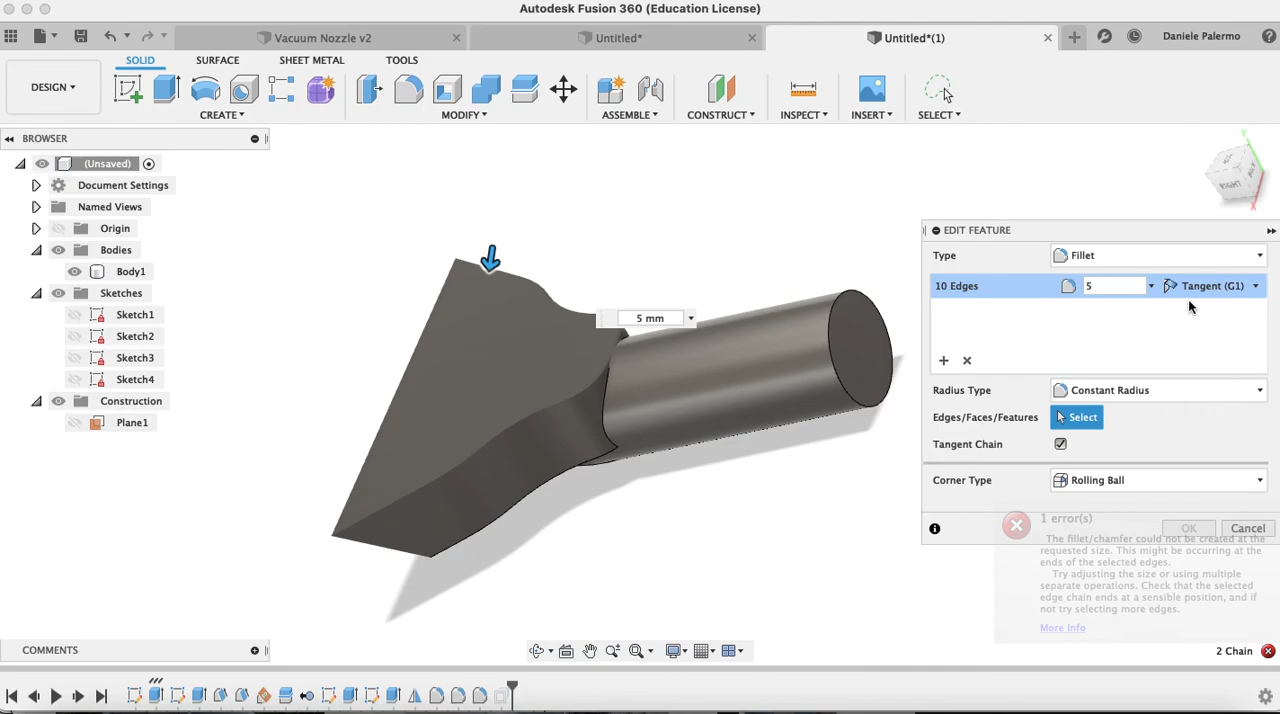 Autodesk Fusion 360 (Education License)
Vacuum Nozzle v2
Untitled*
Untitled*(1)
Daniele Palermo
SOLID
SURFACE
SHEET METAL
TOOLS
DESIGN
CREATE
MODIFY
ASSEMBLE
CONSTRUCT
INSPECT
INSERT
SELECT
BROWSER
(Unsaved)
Document Settings
Named Views
Origin
Bodies
Body1
Sketches
Sketch1
Sketch2
Sketch3
Sketch4
Construction
Plane1
5 mm
RIGHT
BACK
Y
X
EDIT FEATURE
Type
Fillet
10 Edges
5
Tangent (G1)
Radius Type
Constant Radius
Edges/Faces/Features
Select
Tangent Chain
Corner Type
Rolling Ball
OK
Cancel
1 error(s)
The fillet/chamfer could not be created at the
requested size. This might be occurring at the
ends of the selected edges.
Try adjusting the size or using multiple
separate operations. Check that the selected
edge chain ends at a sensible position, and if
not try selecting more edges.
More Info
COMMENTS
2 Chain